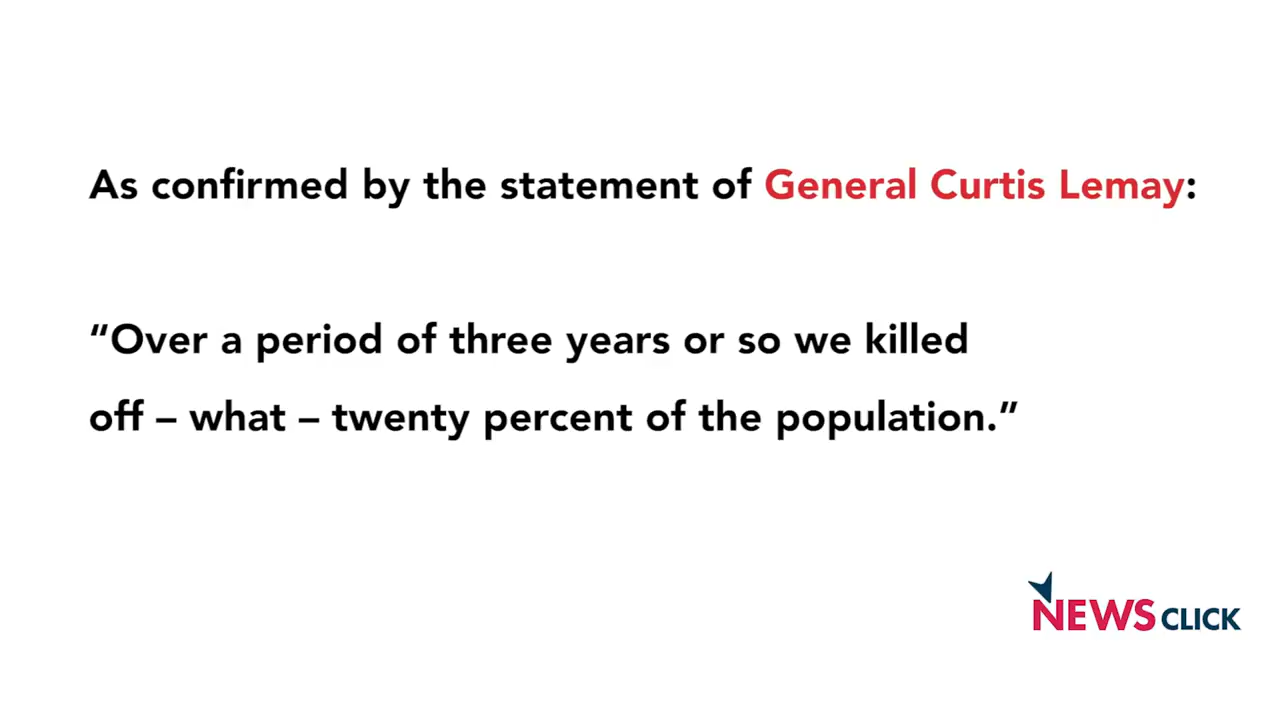 As confirmed by the statement of General Curtis Lemay:
“Over a period of three years or so we killed
off – what – twenty percent of the population.”
NEWS CLICK